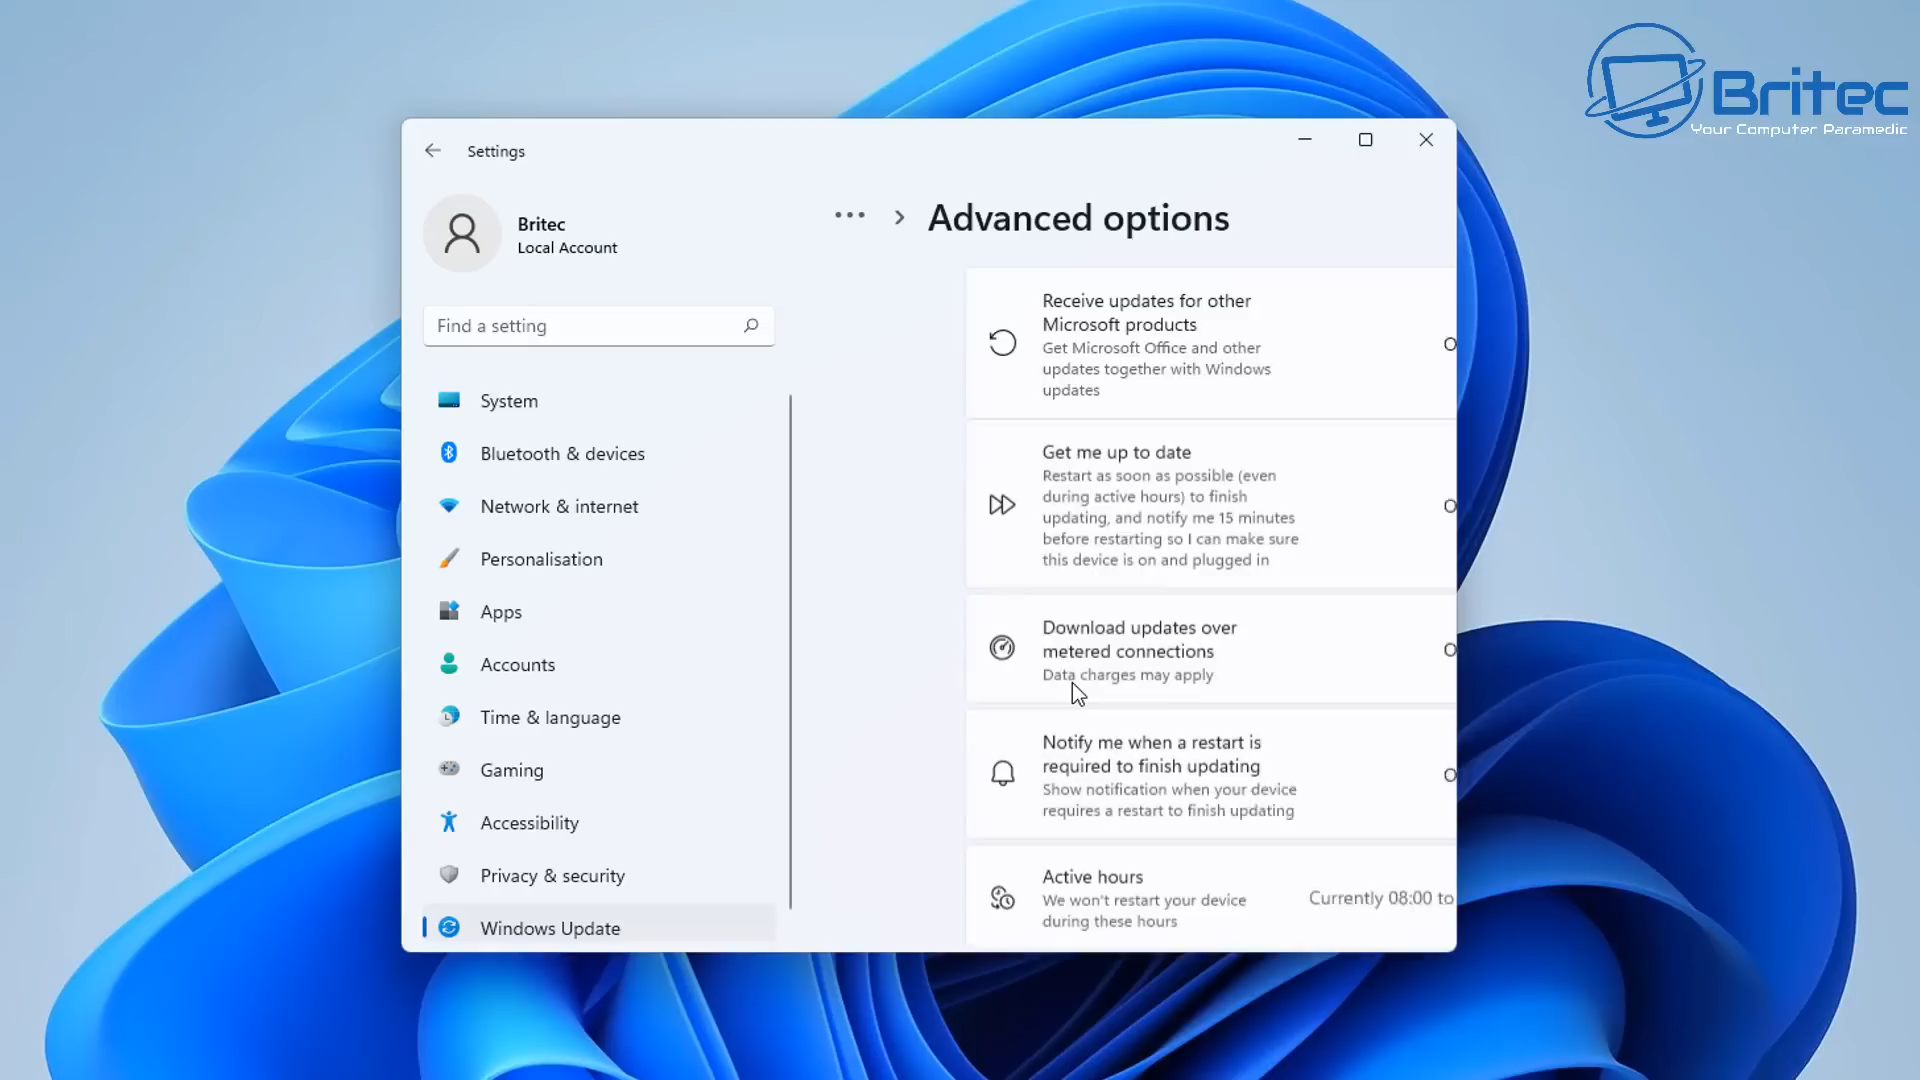 Britec
Your Computer Paramedic
Settings
Britec
Local Account
Find a setting
System
Bluetooth & devices
Network & internet
Personalisation
Apps
Accounts
Time & language
Gaming
Accessibility
Privacy & security
Windows Update
... > Advanced options
Receive updates for other
Microsoft products
Get Microsoft Office and other
updates together with Windows
updates
O
Get me up to date
Restart as soon as possible (even
during active hours) to finish
updating, and notify me 15 minutes
before restarting so I can make sure
this device is on and plugged in
O
Download updates over
metered connections
Data charges may apply
O
Notify me when a restart is
required to finish updating
Show notification when your device
requires a restart to finish updating
O
Active hours
We won't restart your device
during these hours
Currently 08:00 to